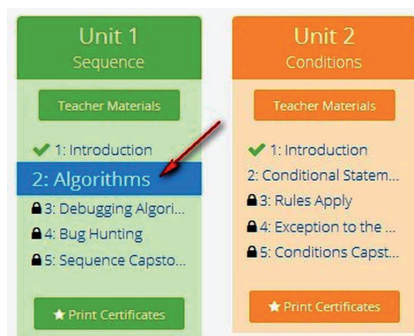 Unit 1
Sequence
Teacher Materials
1: Introduction
2: Algorithms
3: Debugging Algori...
4: Bug Hunting
5: Sequence Capsto...
Print Certificates
Unit 2
Conditions
Teacher Materials
1: Introduction
2: Conditional Statem...
3: Rules Apply
4: Exception to the ...
5: Conditions Capst...
Print Certificates